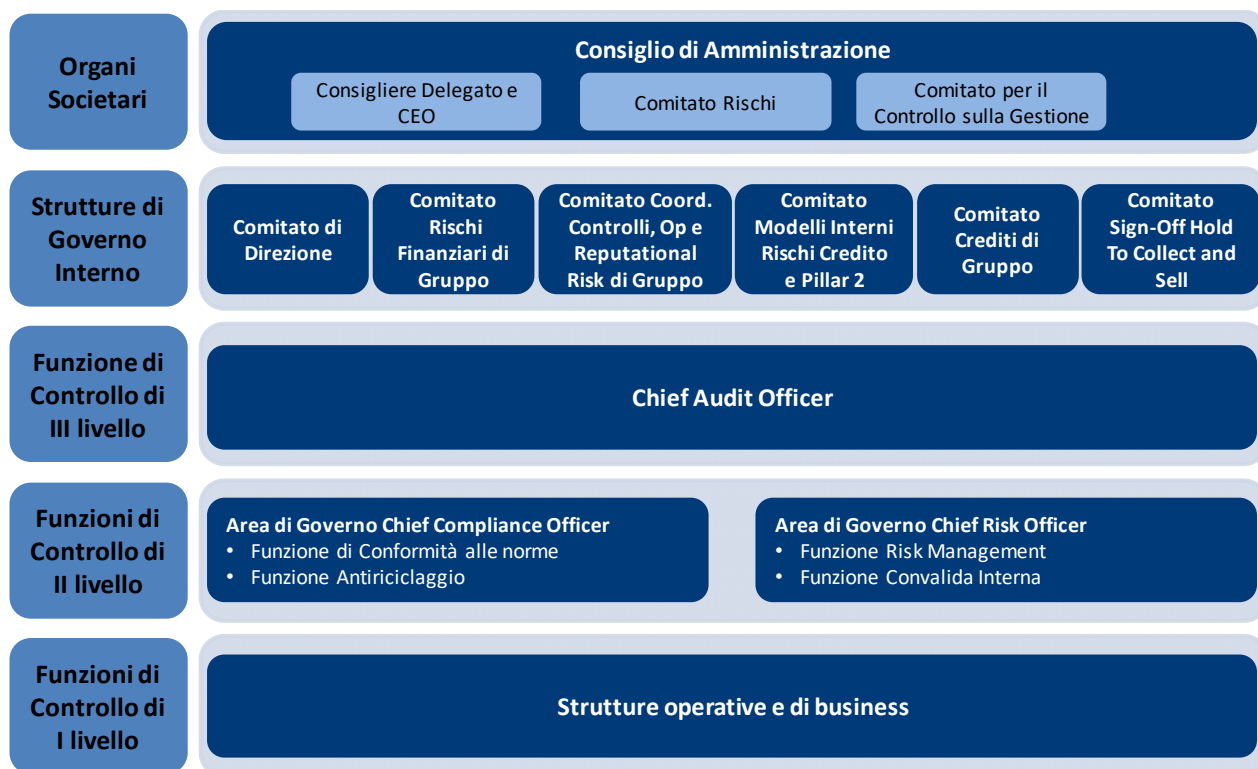 Organi
Societari
Consiglio di Amministrazione
Consigliere Delegato e
CEO
Comitato Rischi
Comitato per il
Controllo sulla Gestione
Strutture di
Governo
Interno
Comitato di
Direzione
Comitato
Rischi
Finanziari di
Gruppo
Comitato Coord.
Controlli, Op e
Reputational
Risk di Gruppo
Comitato
Modelli Interni
Rischi Credito
e Pillar 2
Comitato
Crediti di
Gruppo
Comitato
Sign-Off Hold
To Collect and
Sell
Funzione di
Controllo di
III livello
Chief Audit Officer
Funzioni di
Controllo di
II livello
Area di Governo Chief Compliance Officer
• Funzione di Conformità alle norme
• Funzione Antiriciclaggio
Area di Governo Chief Risk Officer
• Funzione Risk Management
• Funzione Convalida Interna
Funzioni di
Controllo di
I livello
Strutture operative e di business